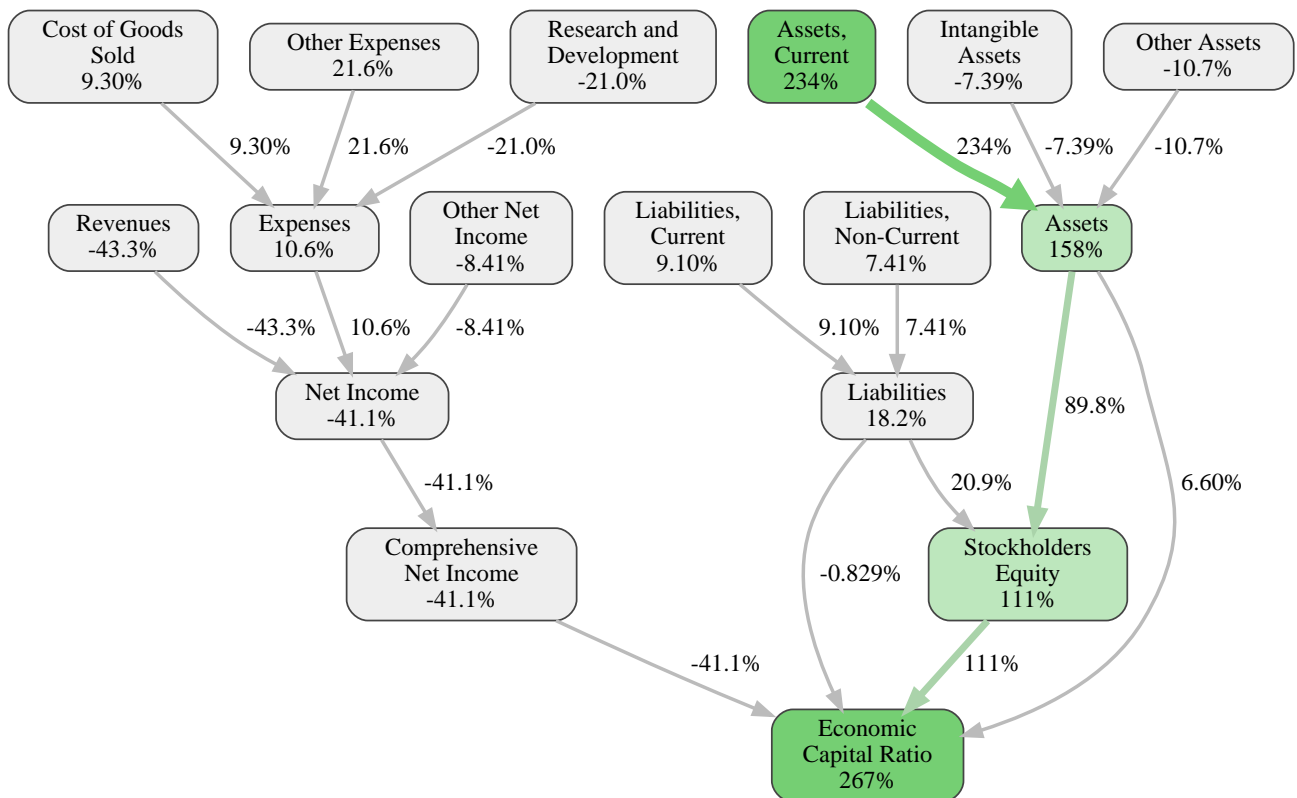 Cost of Goods
Sold
9.30%
Other Expenses
21.6%
Research and
Development
-21.0%
Assets,
Current
234%
Intangible
Assets
-7.39%
Other Assets
-10.7%
9.30%
21.6%
-21.0%
234%
-7.39%
-10.7%
Revenues
-43.3%
Expenses
10.6%
Other Net
Income
-8.41%
Liabilities,
Current
9.10%
Liabilities,
Non-Current
7.41%
Assets
158%
-43.3%
10.6%
-8.41%
9.10%
7.41%
Net Income
-41.1%
Liabilities
18.2%
89.8%
-41.1%
20.9%
6.60%
Comprehensive
Net Income
-41.1%
-0.829%
Stockholders
Equity
111%
-41.1%
111%
Economic
Capital Ratio
267%